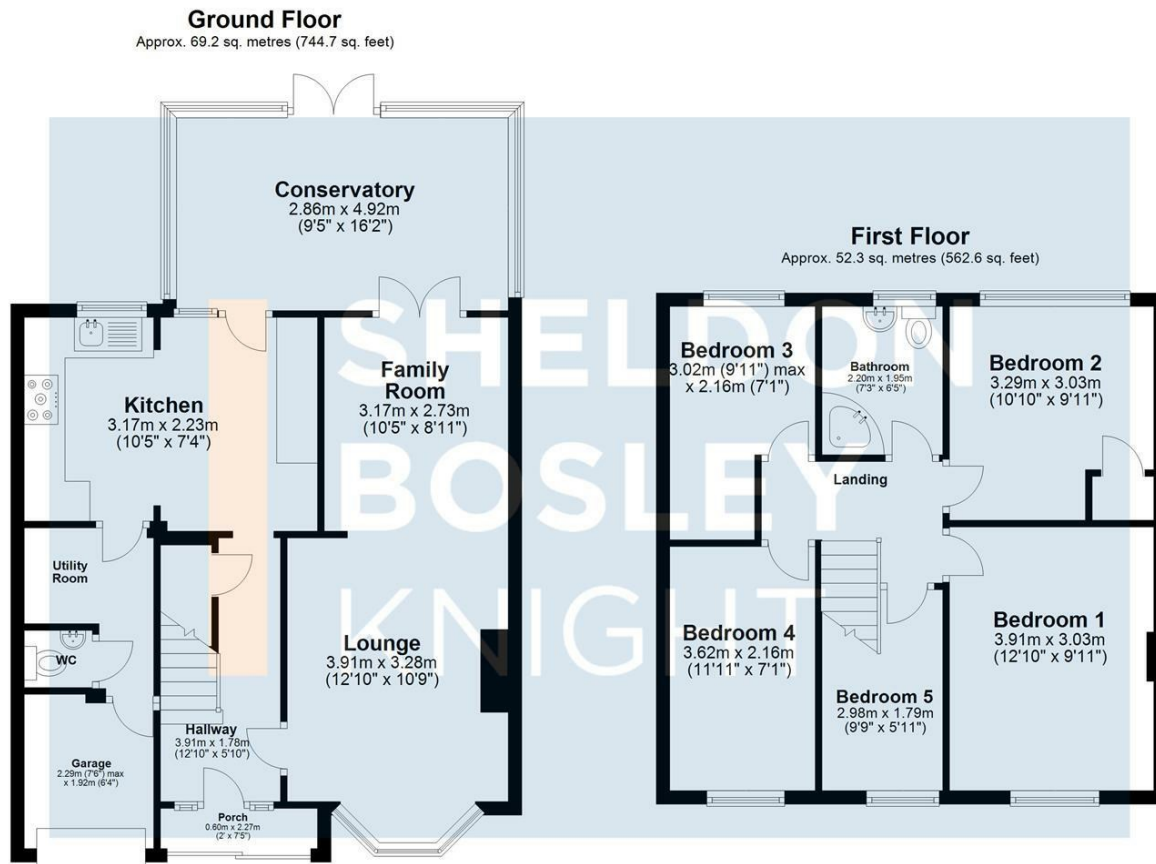 Ground Floor
Approx. 69.2 sq. metres (744.7 sq. feet)
Conservatory
2.86m x 4.92m
(9'5" x 16'2")
Family
Room
3.17m x 2.73m
(10'5" x 8'11")
Kitchen
3.17m x 2.23m
(10'5" x 7'4")
Utility
Room
WC
Lounge
3.91m x 3.28m
(12'10" x 10'9")
Hallway
3.91m x 1.78m
(12'10" x 5'10")
Garage
2.29m (7'6") max
x 1.92m (6'4")
Porch
0.60m x 2.27m
(2' x 7'5")
First Floor
Approx. 52.3 sq. metres (562.6 sq. feet)
Bedroom 3
3.02m (9'11") max
x 2.16m (7'1")
Bathroom
2.20m x 1.95m
(7'3" x 6'5")
Bedroom 2
3.29m x 3.03m
(10'10" x 9'11")
Landing
Bedroom 4
3.62m x 2.16m
(11'11" x 7'1")
Bedroom 5
2.98m x 1.79m
(9'9" x 5'11")
Bedroom 1
3.91m x 3.03m
(12'10" x 9'11")
SHELDON
BOSLEY
KNIGHT